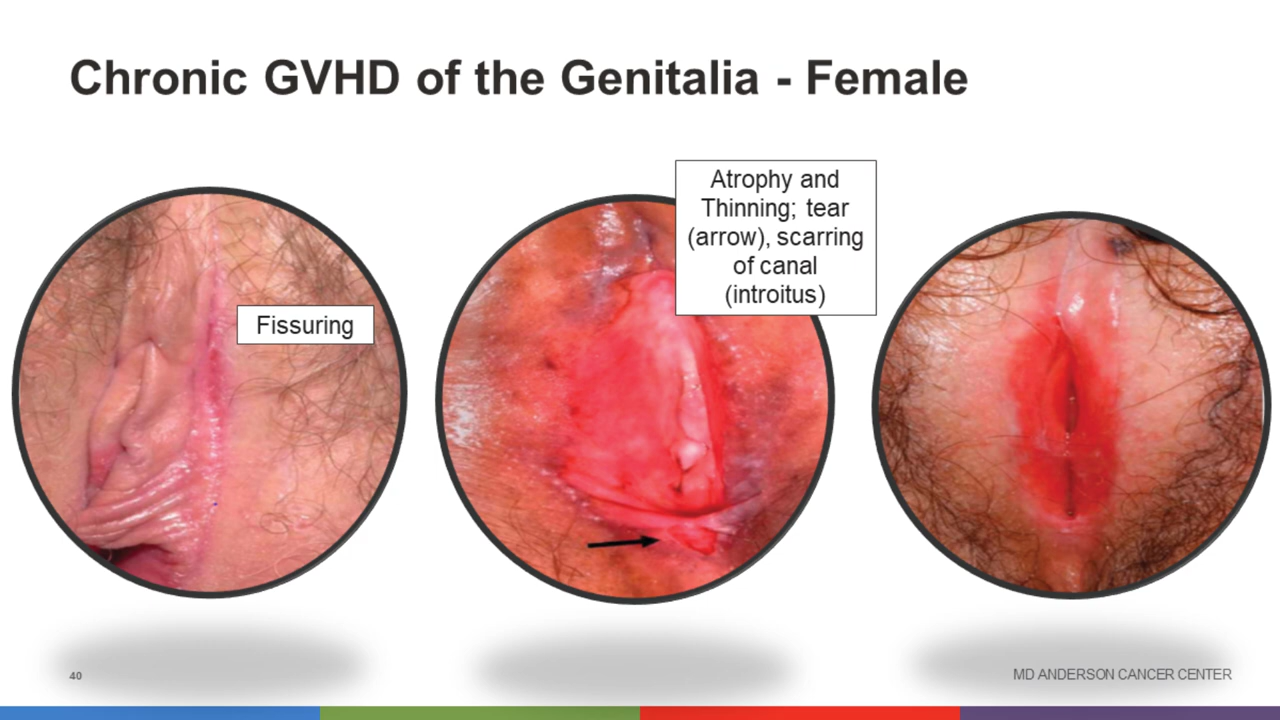 Chronic GVHD of the Genitalia - Female
Fissuring
Atrophy and
Thinning; tear
(arrow), scarring
of canal
(introitus)
40
MD ANDERSON CANCER CENTER